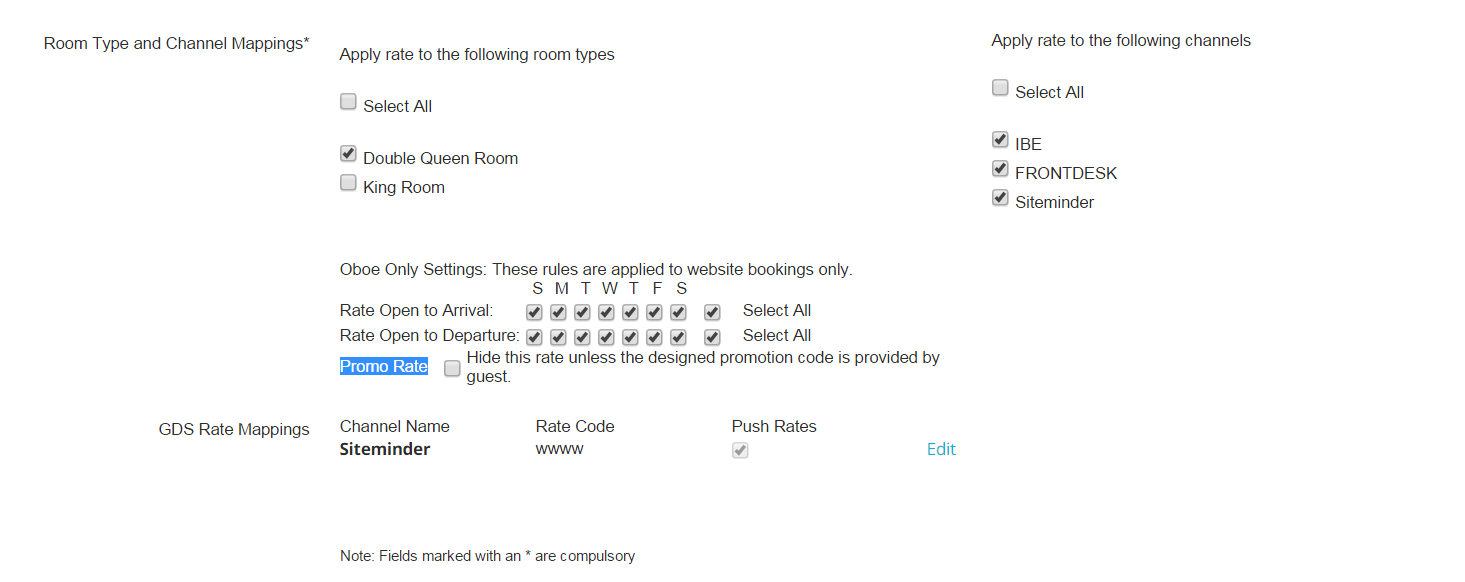 Room Type and Channel Mappings*
Apply rate to the following room types
Select All
Double Queen Room
King Room
Apply rate to the following channels
Select All
IBE
FRONTDESK
Siteminder
Oboe Only Settings: These rules are applied to website bookings only.
S M T W T F S
Rate Open to Arrival: Select All
Rate Open to Departure: Select All
Promo Rate Hide this rate unless the designed promotion code is provided by
guest.
GDS Rate Mappings Channel Name Rate Code Push Rates
Siteminder wwww Edit
Note: Fields marked with an * are compulsory